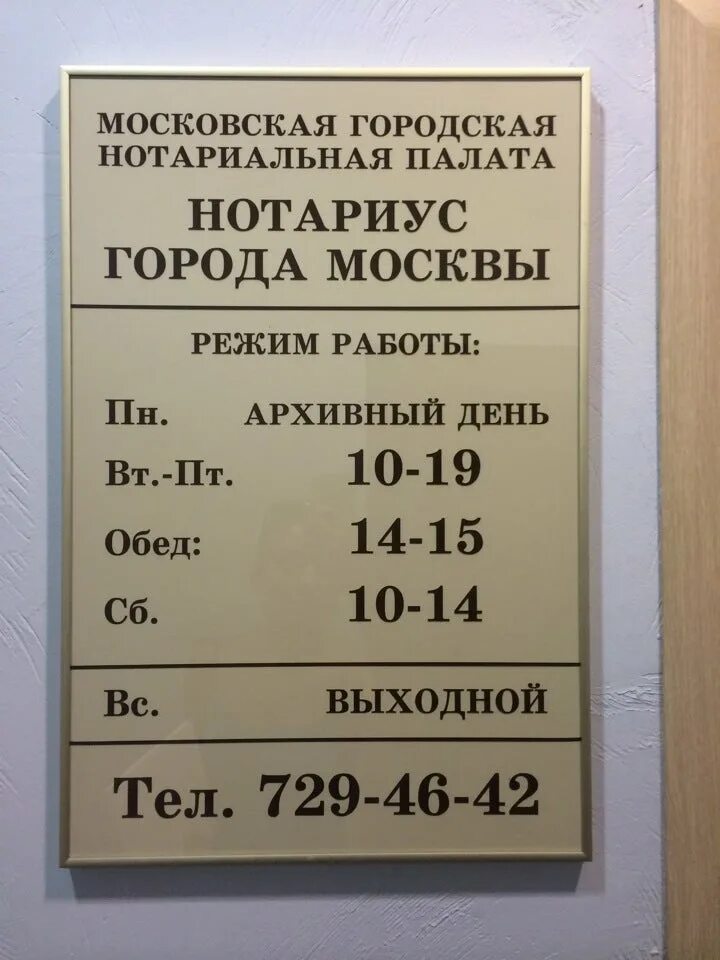 МОСКОВСКАЯ ГОРОДСКАЯ
НОТАРИАЛЬНАЯ ПАЛАТА
НОТАРИУС
ГОРОДА МОСКВЫ
РЕЖИМ РАБОТЫ:
Пн. АРХИВНЫЙ ДЕНЬ
Вт.-Пт. 10-19
Обед: 14-15
Сб. 10-14
Вс. ВЫХОДНОЙ
Тел. 729-46-42